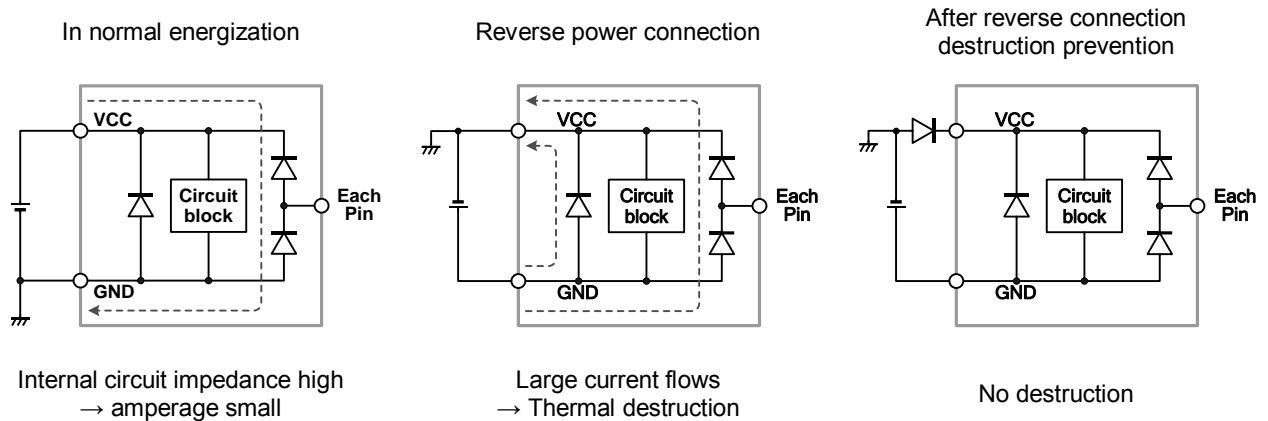 In normal energization
VCC
Circuit
block
Each
Pin
GND
Internal circuit impedance high
→ amperage small
Reverse power connection
VCC
Circuit
block
Each
Pin
GND
Large current flows
→ Thermal destruction
After reverse connection
destruction prevention
VCC
Circuit
block
Each
Pin
GND
No destruction